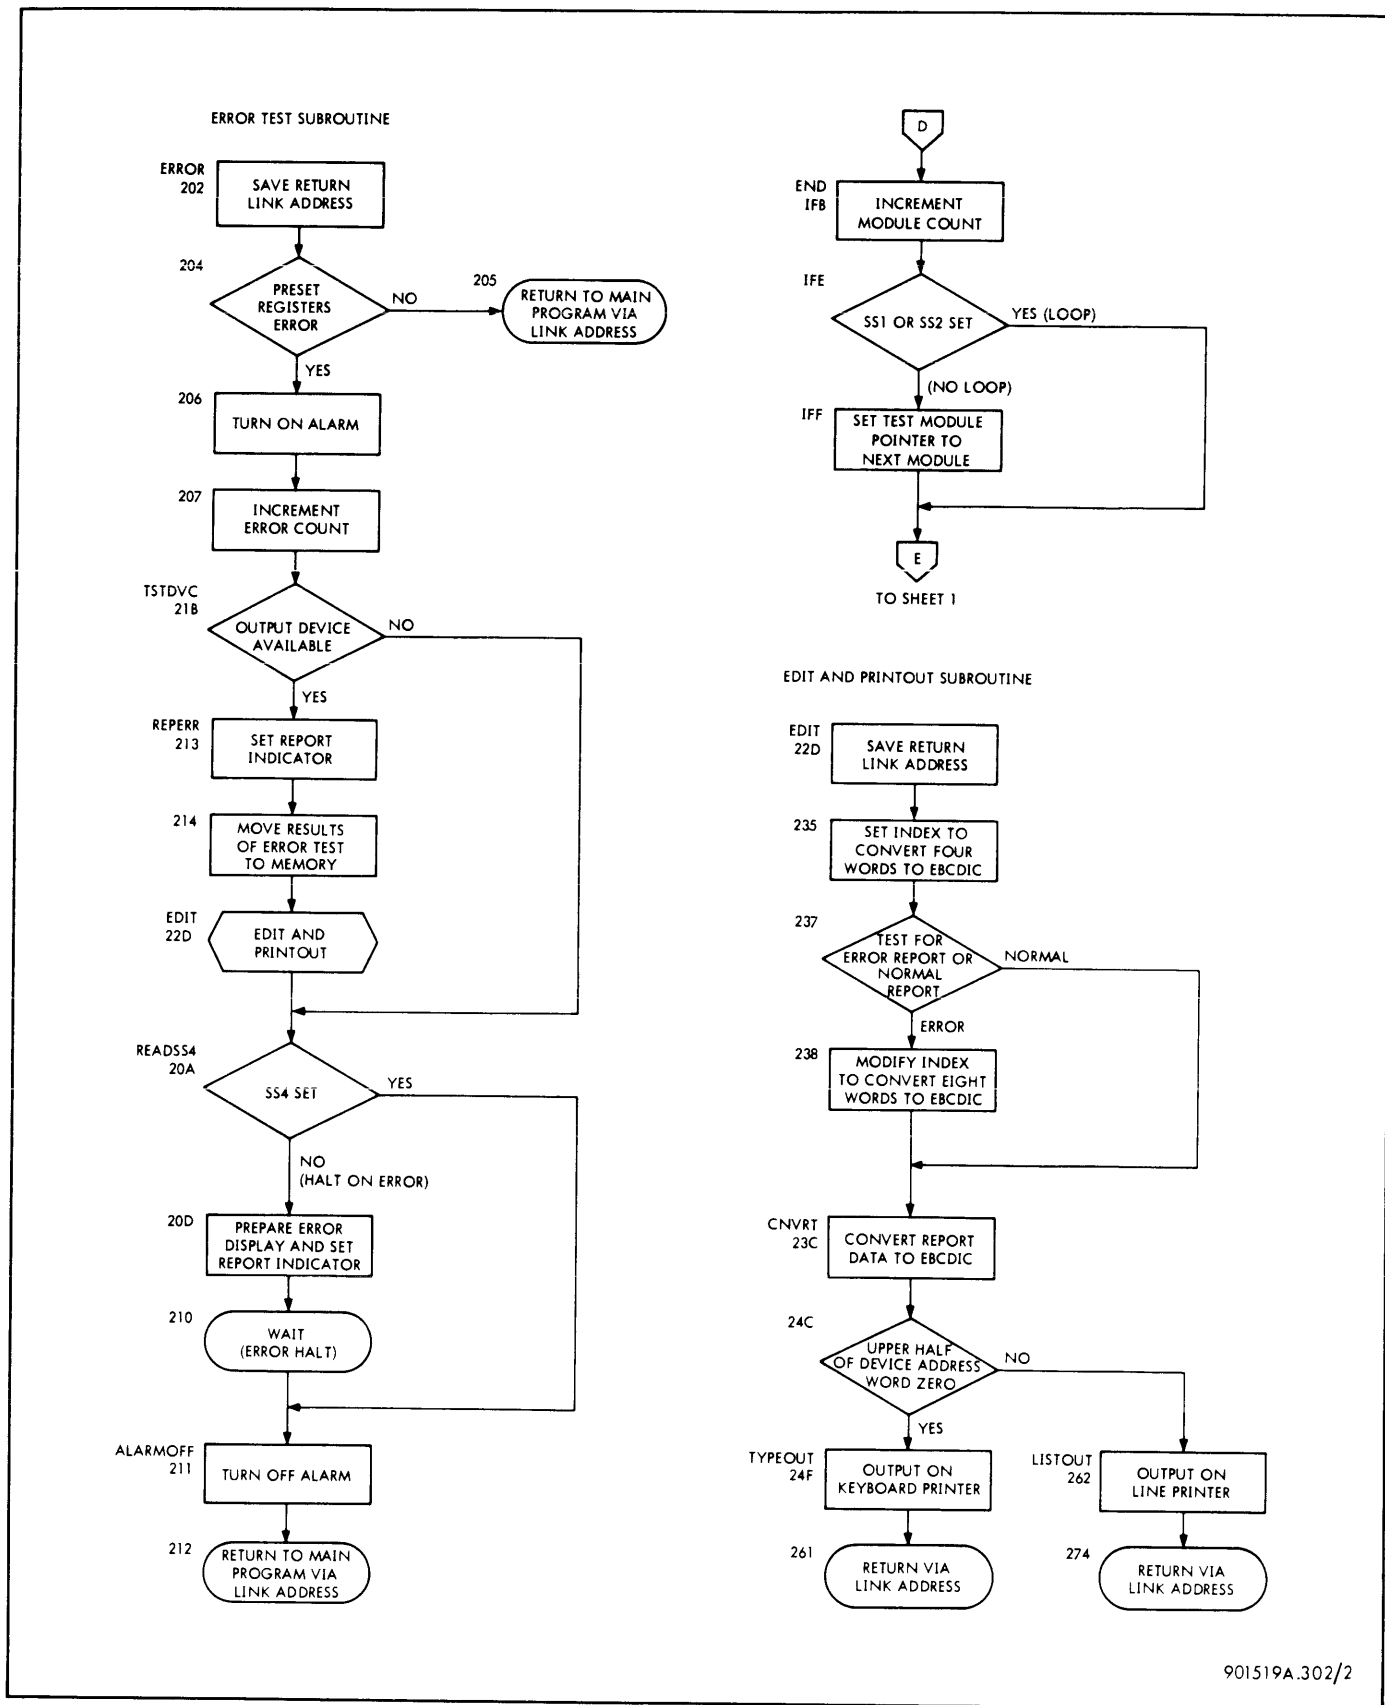 ERROR TEST SUBROUTINE
ERROR
202
SAVE RETURN
LINK ADDRESS
204
PRESET
REGISTERS
ERROR
NO
205
RETURN TO MAIN
PROGRAM VIA
LINK ADDRESS
YES
206
TURN ON ALARM
207
INCREMENT
ERROR COUNT
TSTDVC
21B
OUTPUT DEVICE
AVAILABLE
NO
YES
REPERR
213
SET REPORT
INDICATOR
214
MOVE RESULTS
OF ERROR TEST
TO MEMORY
EDIT
22D
EDIT AND
PRINTOUT
READSS4
20A
SS4 SET
YES
NO
(HALT ON ERROR)
20D
PREPARE ERROR
DISPLAY AND SET
REPORT INDICATOR
210
WAIT
(ERROR HALT)
ALARMOFF
211
TURN OFF ALARM
212
RETURN TO MAIN
PROGRAM VIA
LINK ADDRESS
D
END
IFB
INCREMENT
MODULE COUNT
IFE
SS1 OR SS2 SET
YES (LOOP)
(NO LOOP)
IFF
SET TEST MODULE
POINTER TO
NEXT MODULE
E
TO SHEET 1
EDIT AND PRINTOUT SUBROUTINE
EDIT
22D
SAVE RETURN
LINK ADDRESS
235
SET INDEX TO
CONVERT FOUR
WORDS TO EBCDIC
237
TEST FOR
ERROR REPORT OR
NORMAL
REPORT
NORMAL
ERROR
238
MODIFY INDEX
TO CONVERT EIGHT
WORDS TO EBCDIC
CNVRT
23C
CONVERT REPORT
DATA TO EBCDIC
24C
UPPER HALF
OF DEVICE ADDRESS
WORD ZERO
NO
YES
TYPEOUT
24F
OUTPUT ON
KEYBOARD PRINTER
LISTOUT
262
OUTPUT ON
LINE PRINTER
261
RETURN VIA
LINK ADDRESS
274
RETURN VIA
LINK ADDRESS
901519A.302/2